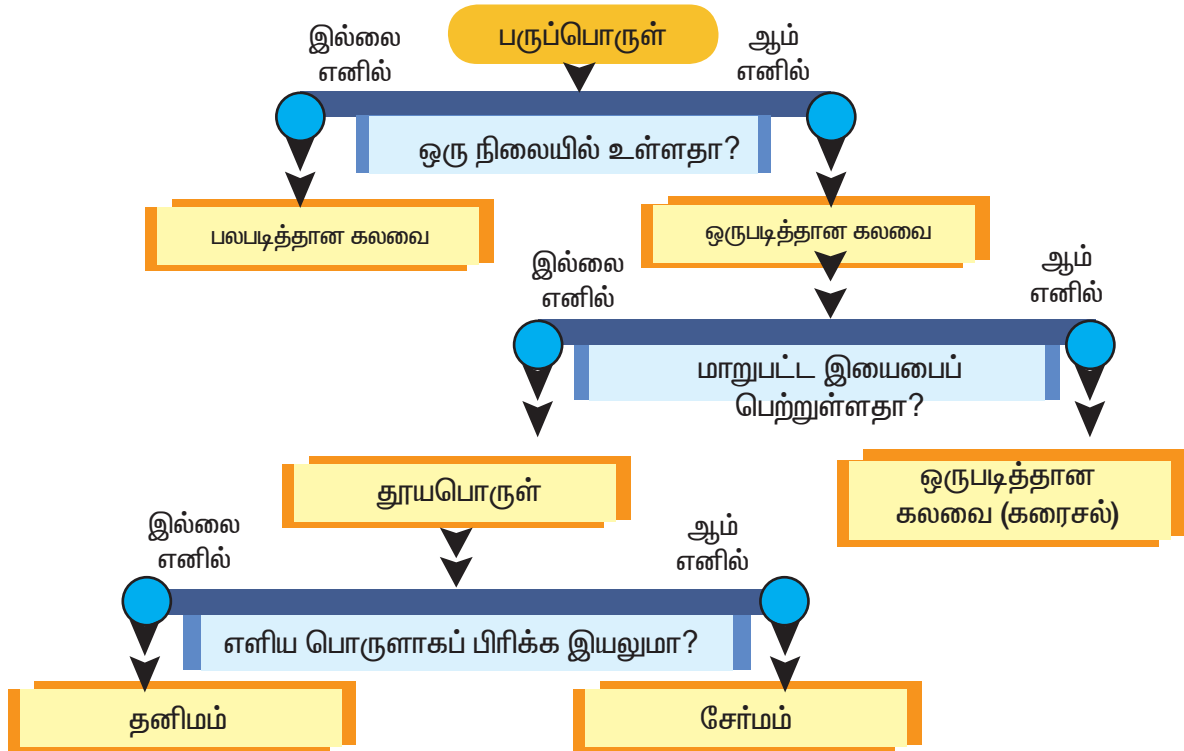 பருப்பொருள்
இல்லை
எனில்
ஆம்
எனில்
ஒரு நிலையில் உள்ளதா?
பலபடித்தான கலவை
ஒருபடித்தான கலவை
இல்லை
எனில்
ஆம்
எனில்
மாறுபட்ட இயைபைப்
பெற்றுள்ளதா?
தூயபொருள்
ஒருபடித்தான
கலவை (கரைசல்)
இல்லை
எனில்
ஆம்
எனில்
எளிய பொருளாகப் பிரிக்க இயலுமா?
தனிமம்
சேர்மம்